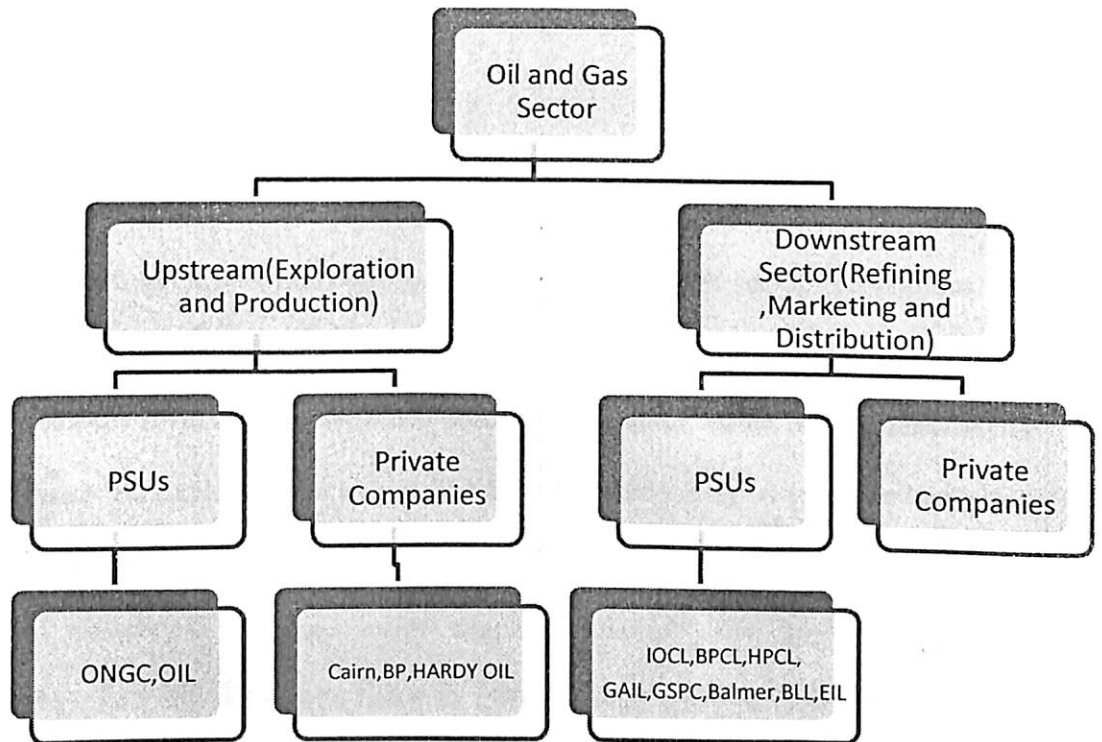 Oil and Gas
Sector
Upstream(Exploration
and Production)
Downstream
Sector(Refining
,Marketing and
Distribution)
PSUs
Private
Companies
PSUs
Private
Companies
ONGC,OIL
Cairn,BP,HARDY OIL
IOCL,BPCL,HPCL,
GAIL,GSPC,Balmer,BLL,EIL